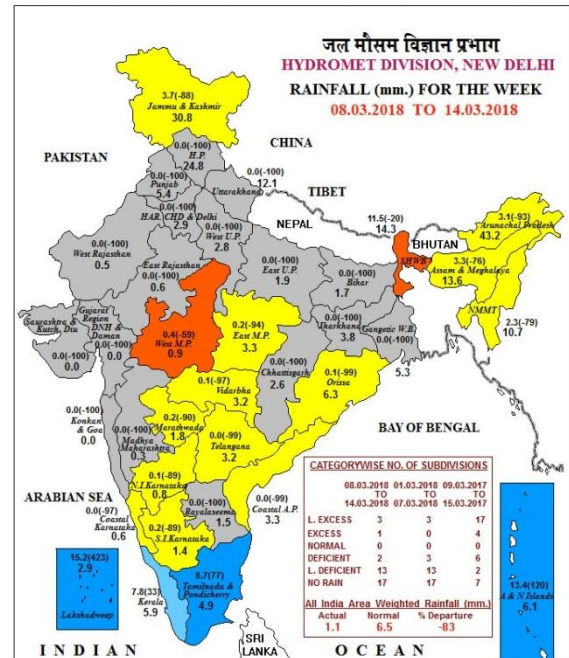 जल मौसम विज्ञान प्रभाग
HYDROMET DIVISION, NEW DELHI
RAINFALL (mm.) FOR THE WEEK
08.03.2018 TO 14.03.2018
3.7(-88)
Jammu & Kashmir
30.8
CHINA
PAKISTAN
0.0(-100)
H.P.
24.8
0.0(-100)
Punjab
5.4
0.0(-100)
12.1
Uttarakhand
TIBET
0.0(-100)
HAR. CHD & Delhi
2.9
0.0(-100)
West U.P.
2.8
NEPAL
11.5(-20)
14.3
BHUTAN
3.1(-93)
Arunachal Pradesh
43.2
0.0(-100)
West Rajasthan
0.5
East Rajasthan
0.0(-100)
0.6
0.0(-100)
East U.P.
1.9
0.0(-100)
Bihar
1.7
SHWB
3.3(-76)
Assam & Meghalaya
13.6
NMMT
2.3(-79)
10.7
Saurashtra &
Kutch, Diu
0.0(-100)
0.0
Gujarat
Region
DNH &
Daman
0.0(-100)
0.0
0.4(-59)
West M.P.
0.9
0.2(-94)
East M.P.
3.3
0.0(-100)
Jharkhand
3.8
Gangetic W.B.
0.0(-100)
5.3
0.0(-100)
Chhattisgarh
2.6
0.1(-99)
Orissa
6.3
0.1(-97)
Vidarbha
3.2
0.0(-100)
Konkan
& Goa
0.0
0.2(-90)
Marathwada
1.8
0.0(-100)
Madhya
Maharashtra
0.3
0.0(-99)
Telangana
3.2
BAY OF BENGAL
ARABIAN SEA
0.1(-89)
N.I.Karnataka
0.8
0.0(-100)
Rayalaseema
1.5
0.0(-99)
Coastal A.P.
3.3
0.0(-97)
Coastal
Karnataka
0.6
0.2(-89)
S.I.Karnataka
1.4
15.2(423)
2.9
Lakshadweep
7.8(33)
Kerala
5.9
8.7(77)
Tamilnadu &
Pondicherry
4.9
CATEGORYWISE NO. OF SUBDIVISIONS
08.03.2018 01.03.2018 09.03.2017
TO TO TO
14.03.2018 07.03.2018 15.03.2017
L. EXCESS 3 3 17
EXCESS 1 0 4
NORMAL 0 0 0
DEFICIENT 2 3 6
L. DEFICIENT 13 13 2
NO RAIN 17 17 7
All India Area Weighted Rainfall (mm.)
Actual Normal % Departure
1.1 6.5 -83
13.4(120)
A & N Islands
6.1
SRI
LANKA
INDIAN OCEAN